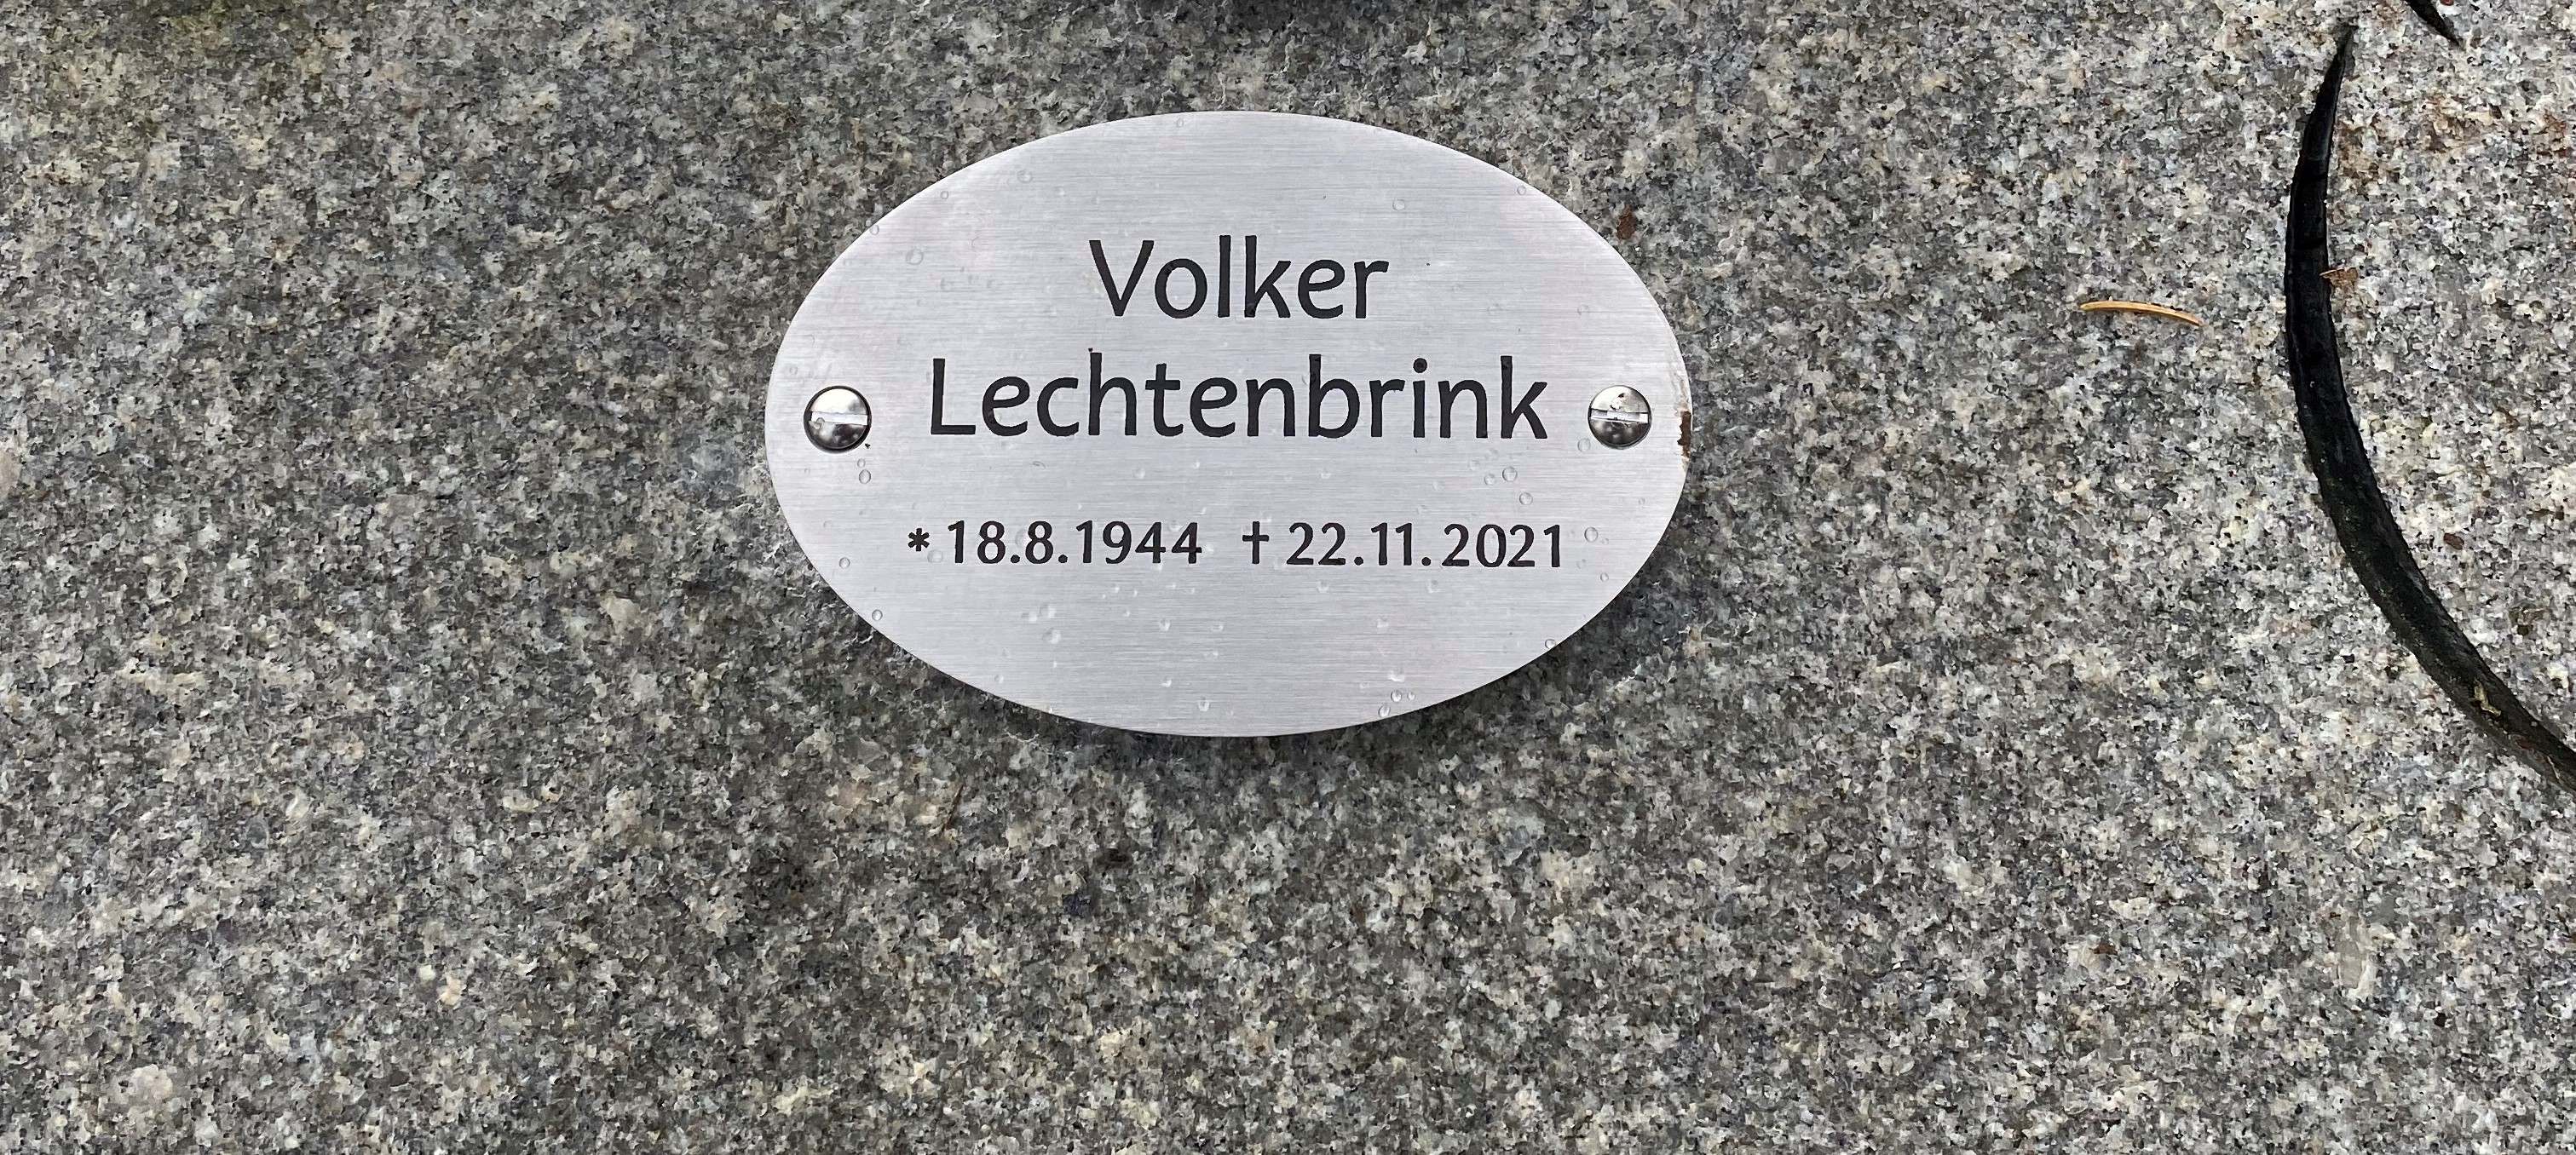 Volker
Lechtenbrink
* 18.8.1944 † 22.11.2021